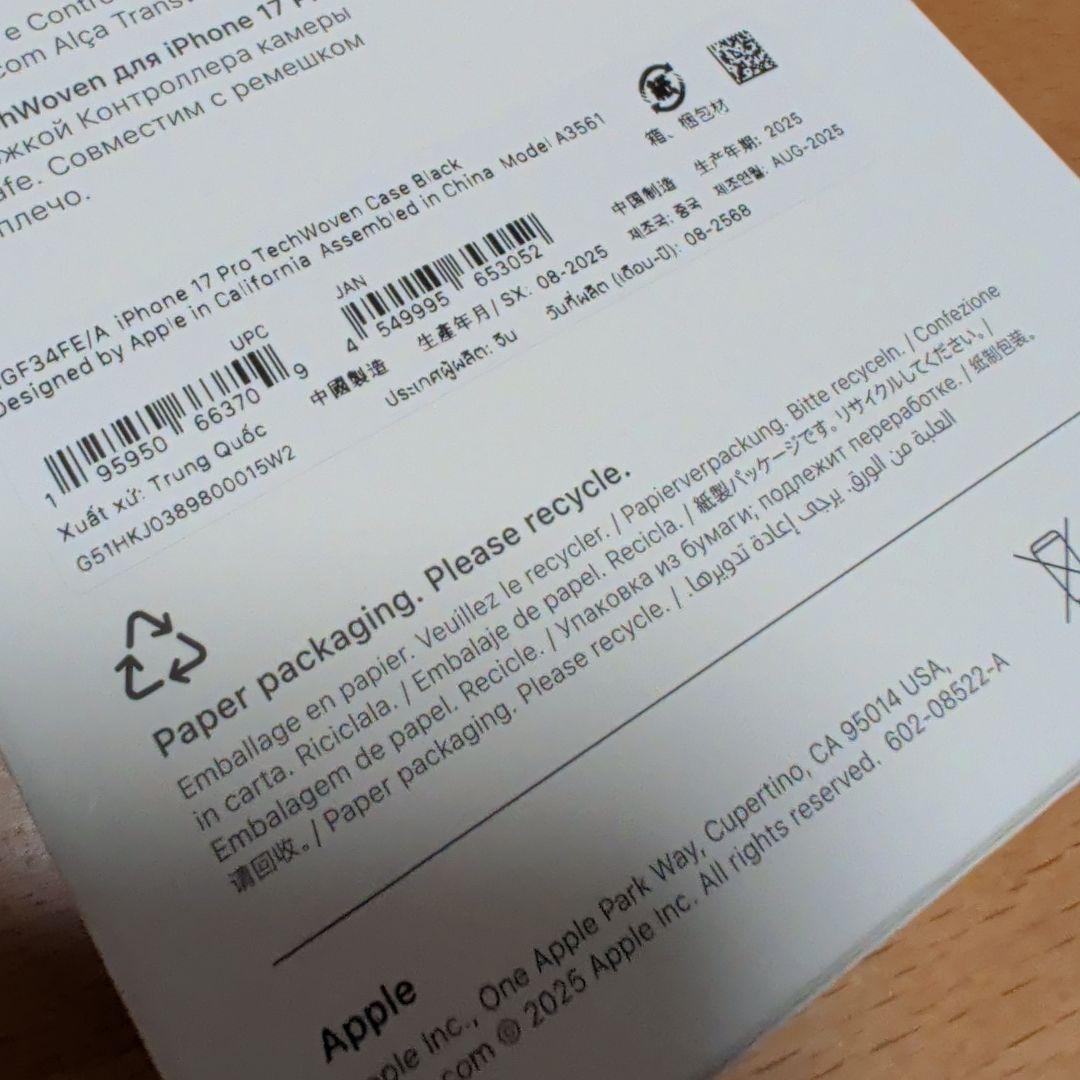 e Contro
com Alça Trans
TechWoven для iPhone 17 P
Контроллера камеры
Совместим с ремешком
плечо.
GF34FE/A iPhone 17 Pro TechWoven Case Black
Designed by Apple in California Assembled in China Model A3561
紙
箱、梱包材
UPC
1 95950 66370 9
JAN
4 549995 653052
中国制造 生产年期: 2025
제조국: 중국 제조연월: AUG-2025
中國製造 生產年月 / SX: 08-2025
ประเทศผู้ผลิต: จีน วันที่ผลิต (เดือน-ปี): 08-2568
Xuất xứ: Trung Quốc
G51HKJ0389800015W2
Paper packaging. Please recycle.
Emballage en papier. Veuillez le recycler. / Papierverpackung. Bitte recyceln. / Confezione
in carta. Riciclala. / Embalaje de papel. Recicla. / 紙製パッケージです。リサイクルしてください。/
Embalagem de papel. Recicle. / Упаковка из бумаги; подлежит переработке. / 纸制包装。
请回收。/ Paper packaging. Please recycle. / العلبة من الورق. يرجى إعادة تدويرها.
Apple
Apple Inc., One Apple Park Way, Cupertino, CA 95014 USA,
.com © 2025 Apple Inc. All rights reserved. 602-08522-A